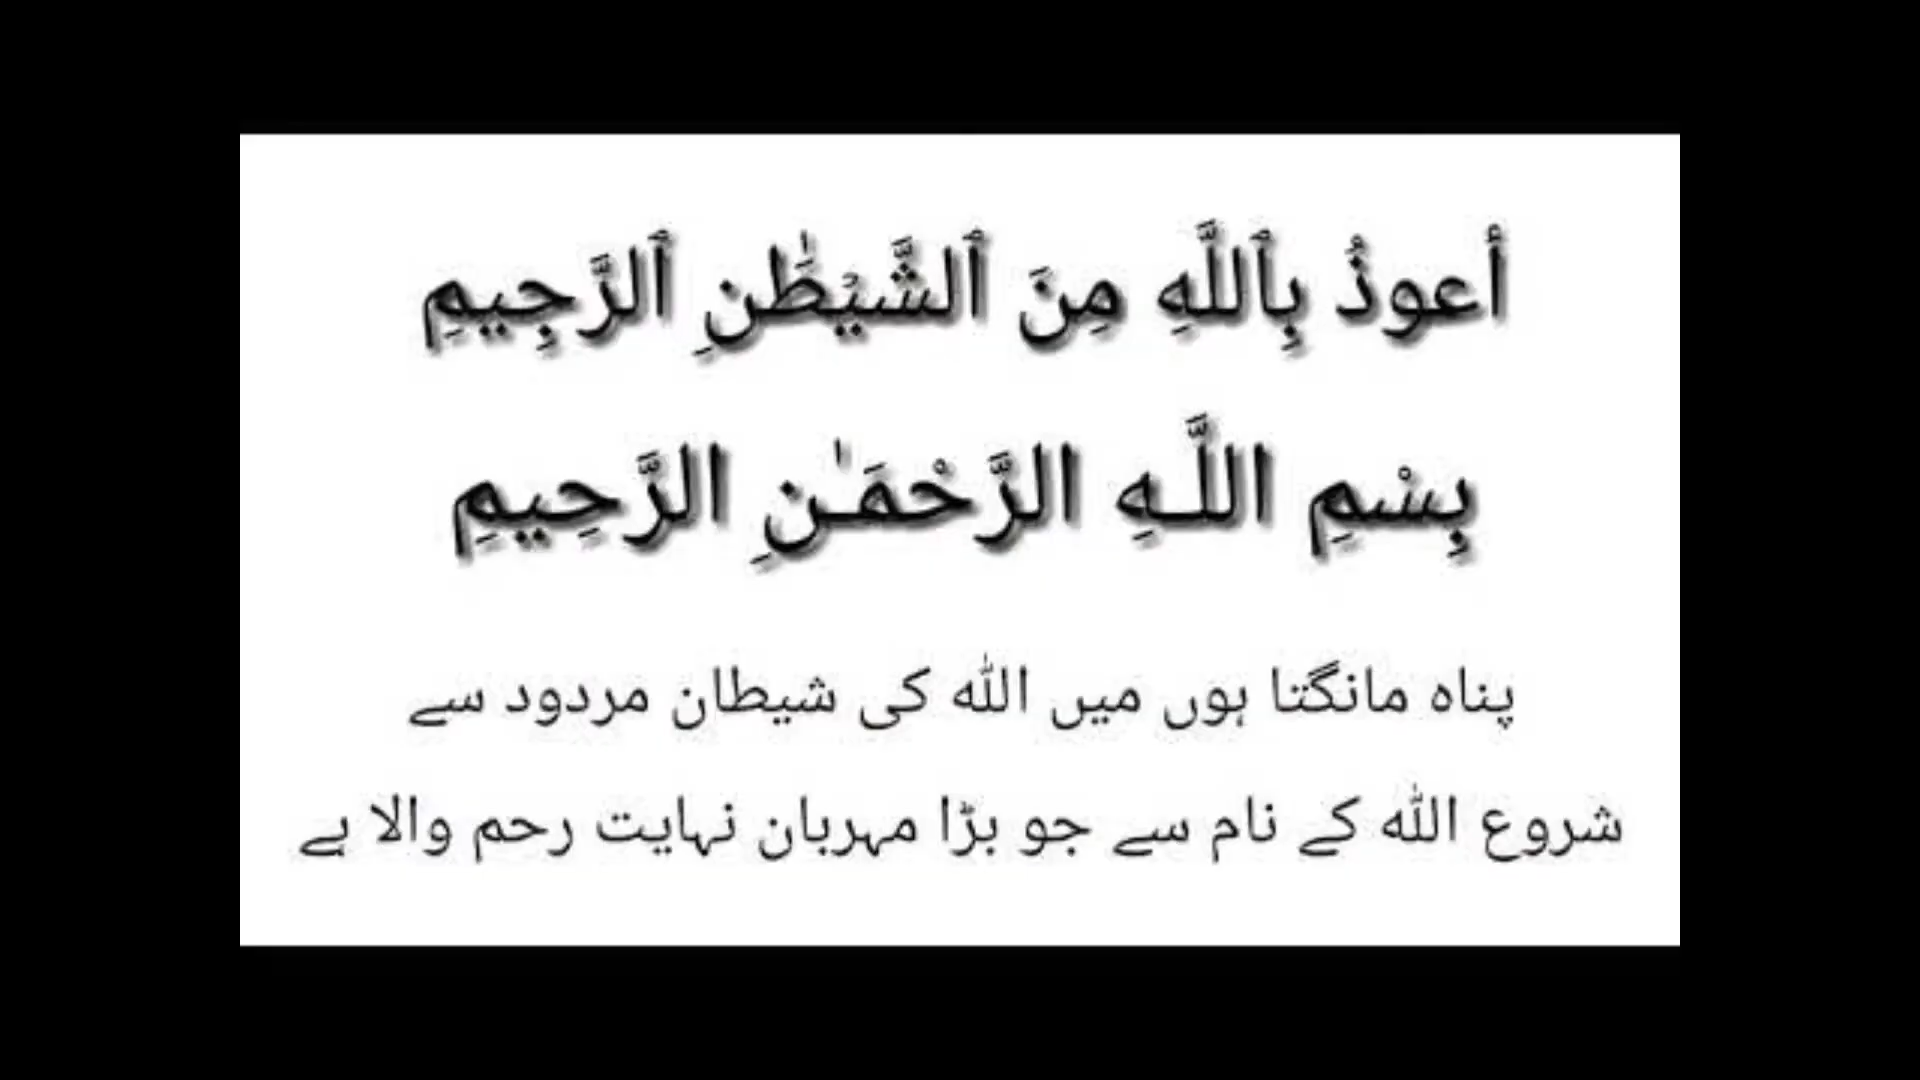 أعوذُ بِٱللَّهِ مِنَ ٱلشَّيۡطَٰنِ ٱلرَّجِيمِ
بِسْمِ اللَّـهِ الرَّحْمَـٰنِ الرَّحِيمِ
پناہ مانگتا ہوں میں اللہ کی شیطان مردود سے
شروع اللہ کے نام سے جو بڑا مہربان نہایت رحم والا ہے